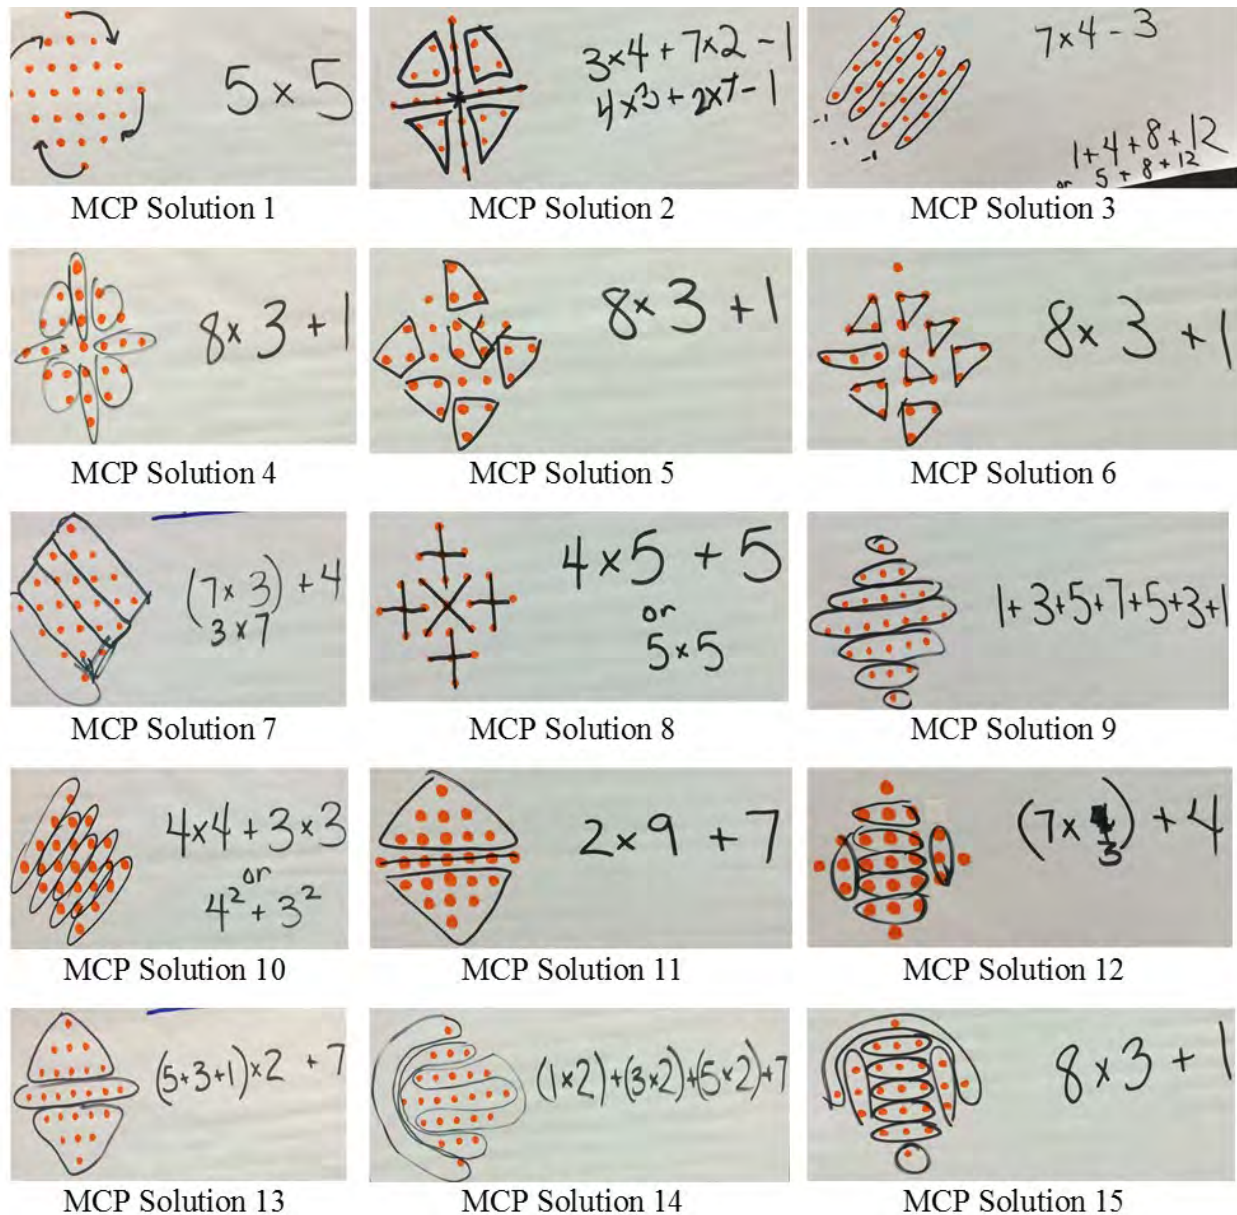 5 × 5
MCP Solution 1
3×4 + 7×2 - 1
4×3 + 2×7 - 1
MCP Solution 2
7×4 - 3
-1
-1
-1
1+4+8+12
or 5+8+12
MCP Solution 3
8×3 + 1
MCP Solution 4
8×3 + 1
MCP Solution 5
8×3 + 1
MCP Solution 6
(7×3) + 4
3×7
MCP Solution 7
4×5 + 5
or
5×5
MCP Solution 8
1+3+5+7+5+3+1
MCP Solution 9
4×4 + 3×3
or
4² + 3²
MCP Solution 10
2×9 + 7
MCP Solution 11
(7×4) + 4
3
MCP Solution 12
(5+3+1)×2 + 7
MCP Solution 13
(1×2)+(3×2)+(5×2)+7
MCP Solution 14
8×3 + 1
MCP Solution 15